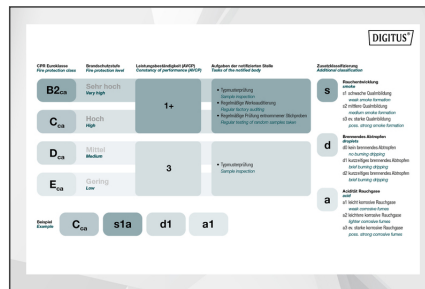 DIGITUS®
CPR Euroklasse
Fire protection class
Brandschutzstufe
Fire protection level
Leistungsbeständigkeit (AVCP)
Constancy of performance (AVCP)
Aufgaben der notifizierten Stelle
Tasks of the notified body
Zusatzklassifikation
Additional classification
B2ca
Sehr hoch
Very high
Cca
Hoch
High
1+
• Typenüberprüfung
Sample inspection
• Regelmäßige Werksauditierung
Regular factory auditing
• Regelmäßige Prüfung entnommener Stichproben
Regular testing of random samples taken
Dca
Mittel
Medium
Eca
Gering
Low
3
• Typenüberprüfung
Sample inspection
s
Rauchentwicklung
smoke
s1 schwache Qualmbildung
weak smoke formation
s2 mittlere Qualmbildung
medium smoke formation
s3 ev. starke Qualmbildung
poss. strong smoke formation
d
Brennendes Abtropfen
droplets
d0 kein brennendes Abtropfen
no burning dripping
d1 kurzzeitiges brennendes Abtropfen
brief burning dripping
d2 kurzzeitiges brennendes Abtropfen
brief burning dripping
a
Acidität Rauchgase
acid
a1 leicht korrosive Rauchgase
weak corrosive fumes
a2 leichtere korrosive Rauchgase
lighter corrosive fumes
a3 ev. starke korrosive Rauchgase
poss. strong corrosive fumes
Beispiel
Example
Cca
s1a
d1
a1